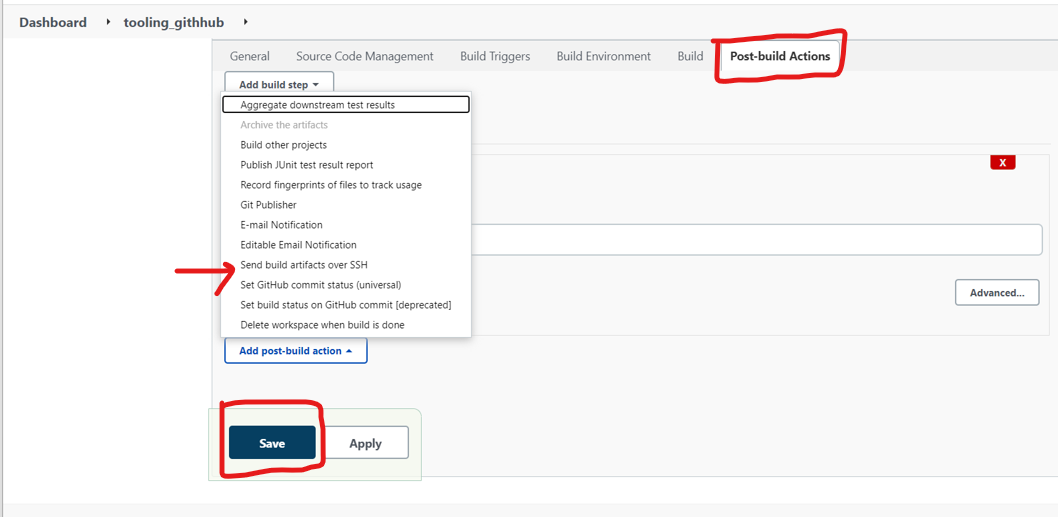 Dashboard
tooling_githhub
General Source Code Management Build Triggers Build Environment Build Post-build Actions
Add build step
Aggregate downstream test results
Archive the artifacts
Build other projects
Publish JUnit test result report
Record fingerprints of files to track usage
Git Publisher
E-mail Notification
Editable Email Notification
Send build artifacts over SSH
Set GitHub commit status (universal)
Set build status on GitHub commit [deprecated]
Delete workspace when build is done
X
Advanced...
Add post-build action
Save Apply